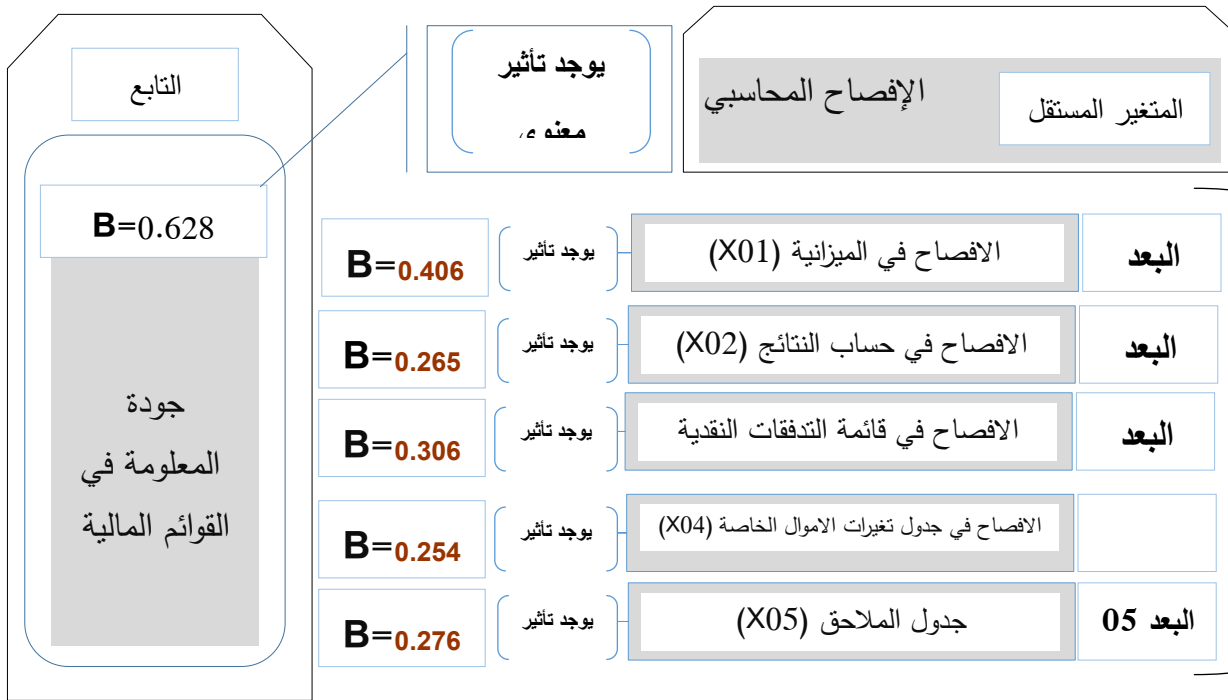 المتغير المستقل
الإفصاح المحاسبي
يوجد تأثير
التابع
B=0.628
جودة
المعلومة في
القوائم المالية
البعد
الافصاح في الميزانية (X01)
يوجد تأثير
B=0.406
البعد
الافصاح في حساب النتائج (X02)
يوجد تأثير
B=0.265
البعد
الافصاح في قائمة التدفقات النقدية
يوجد تأثير
B=0.306
الافصاح في جدول تغيرات الاموال الخاصة (X04)
يوجد تأثير
B=0.254
البعد 05
جدول الملاحق (X05)
يوجد تأثير
B=0.276